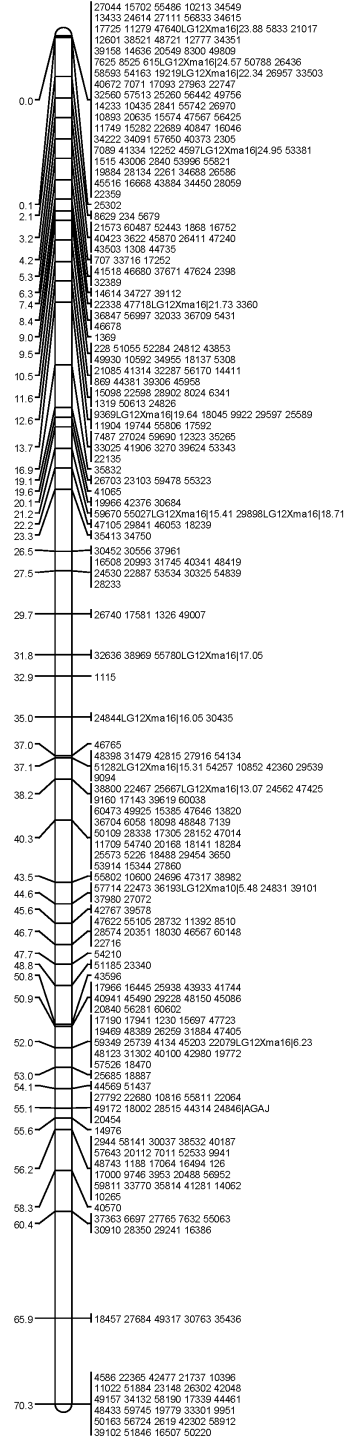 27044 15702 55486 10213 34549
13433 24614 27111 56833 34615
17725 11279 47640LG12Xma16|23.88 5833 21017
12601 38521 48721 12777 34351
39158 14636 20549 8300 49809
7625 8525 615LG12Xma16|24.57 50788 26436
58593 54163 19219LG12Xma16|22.34 26957 33503
0.0 40672 7071 17093 27963 22747
32560 57513 25260 56442 49756
14233 10435 2841 55742 26970
10893 20635 15574 47567 56425
11749 15282 22689 40847 16046
34222 34091 57650 40373 2305
7089 41334 12252 4597LG12Xma16|24.95 53381
1515 43006 2840 53996 55821
19884 28134 2261 34688 26586
45516 16668 43884 34450 28059
22359
0.1 25302
2.1 8629 234 5679
21573 60487 52443 1868 16752
3.2 40423 3622 45870 26411 47240
43503 1308 44735
4.2 707 33716 17252
5.3 41518 46680 37671 47624 2398
32389
6.3 14614 34727 39112
7.4 22338 47718LG12Xma16|21.73 3360
8.4 36847 56997 32033 36709 5431
46678
9.0 1369
9.5 228 51055 52284 24812 43853
49930 10592 34955 18137 5308
10.5 21085 41314 32287 56170 14411
869 44381 39306 45958
11.6 15098 22598 28902 8024 6341
1319 50613 24826
12.6 9369LG12Xma16|19.64 18045 9922 29597 25589
11904 19744 55806 17592
7487 27024 59690 12323 35265
13.7 33025 41906 3270 39624 53343
22135
16.9 35832
19.1 26703 23103 59478 55323
19.6 41065
20.1 19966 42376 30684
21.2 59670 55027LG12Xma16|15.41 29898LG12Xma16|18.71
22.2 47105 29841 46053 18239
23.3 35413 34750
26.5 30452 30556 37961
16508 20993 31745 40341 48419
27.5 24530 22887 53534 30325 54839
28233
29.7 26740 17581 1326 49007
31.8 32636 38969 55780LG12Xma16|17.05
32.9 1115
35.0 24844LG12Xma16|16.05 30435
37.0 46765
48398 31479 42815 27916 54134
37.1 51282LG12Xma16|15.31 54257 10852 42360 29539
9094
38.2 38800 22467 25667LG12Xma16|13.07 24562 47425
9160 17143 39619 60038
60473 49925 15385 47646 13820
36704 6058 18098 48848 7139
40.3 50109 28338 17305 28152 47014
11709 54740 20168 18141 18284
25573 5226 18488 29454 3650
53914 15344 27860
43.5 55802 10600 24696 47317 38982
44.6 57714 22473 36193LG12Xma10|5.48 24831 39101
37980 27072
45.6 42767 39578
47622 55105 28732 11392 8510
46.7 28574 20351 18030 46567 60148
22716
47.7 54210
48.8 51185 23340
50.8 43596
17966 16445 25938 43933 41744
50.9 40941 45490 29228 48150 45086
20840 56281 60602
17190 17941 1230 15697 47723
19469 48389 26259 31884 47405
52.0 59349 25739 4134 45203 22079LG12Xma16|6.23
48123 31302 40100 42980 19772
57526 18470
53.0 25685 18887
54.1 44569 51437
27792 22680 10816 55811 22064
55.1 49172 18002 28515 44314 24846|AGAJ
20454
55.6 14976
2944 58141 30037 38532 40187
57643 20112 7011 52533 9941
56.2 48743 1188 17064 16494 126
17000 9746 3953 20488 56952
59811 33770 35814 41281 14062
10265
58.3 40570
60.4 37363 6697 27765 7632 55063
30910 28350 29241 16386
65.9 18457 27684 49317 30763 35436
4586 22365 42477 21737 10396
11022 51884 23148 26302 42048
49157 34132 58190 17339 44461
70.3 48433 59745 19779 33301 9951
50163 56724 2619 42302 58912
39102 51846 16507 50220